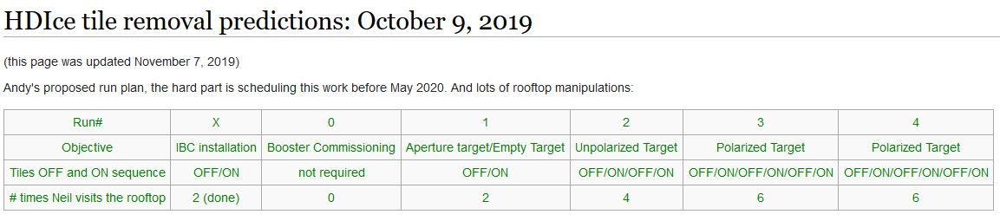 HDIce tile removal predictions: October 9, 2019
(this page was updated November 7, 2019)
Andy's proposed run plan, the hard part is scheduling this work before May 2020. And lots of rooftop manipulations:
Run# X 0 1 2 3 4
Objective IBC installation Booster Commissioning Aperture target/Empty Target Unpolarized Target Polarized Target Polarized Target
Tiles OFF and ON sequence OFF/ON not required OFF/ON OFF/ON/OFF/ON OFF/ON/OFF/ON/OFF/ON OFF/ON/OFF/ON/OFF/ON
# times Neil visits the rooftop 2 (done) 0 2 4 6 6